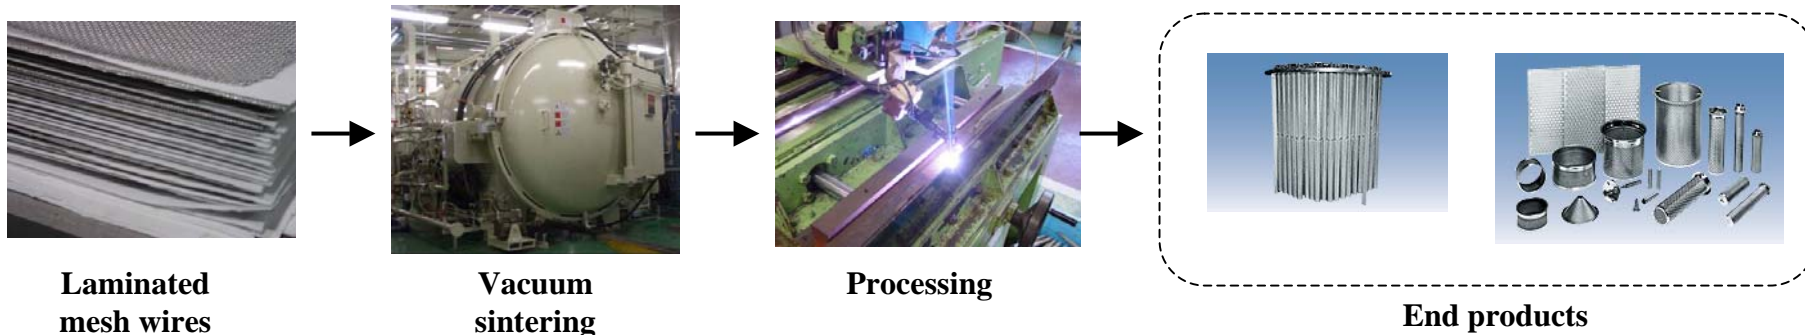 Laminated
mesh wires
Vacuum
sintering
Processing
End products